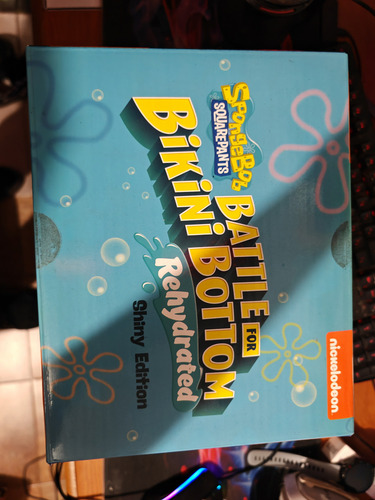 SpongeBob
SQUAREPANTS
BATTLE FOR
BiKiNi BOTTOM
Rehydrated
Shiny Edition
nickelodeon